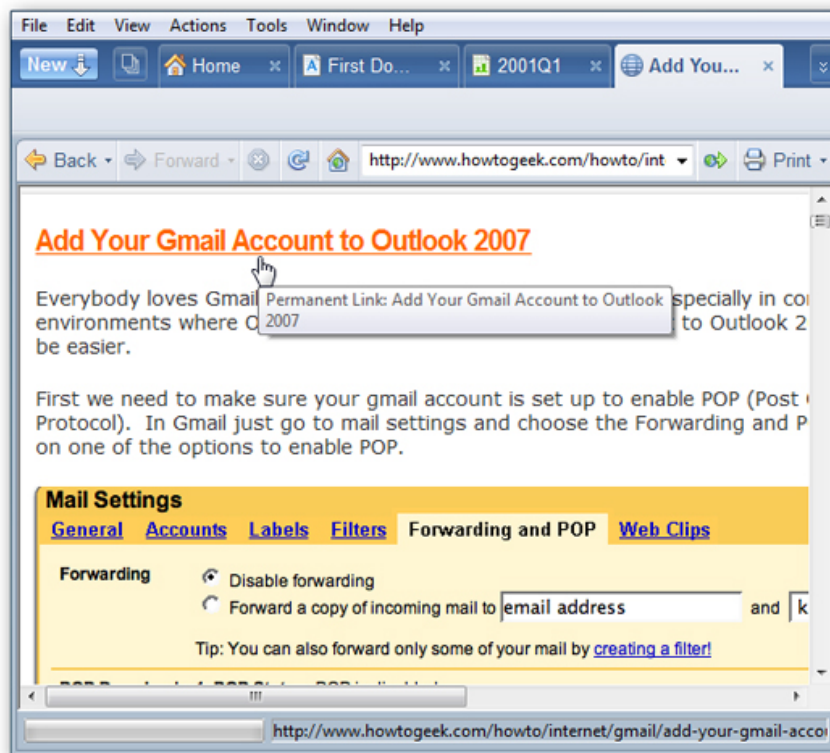 File Edit View Actions Tools Window Help
New Home First Do... 2001Q1 Add You...
Back Forward http://www.howtogeek.com/howto/int Print
Add Your Gmail Account to Outlook 2007
Permanent Link: Add Your Gmail Account to Outlook
2007
Everybody loves Gmail specially in
environments where to Outlook
be easier.
First we need to make sure your gmail account is set up to enable POP (Post
Protocol). In Gmail just go to mail settings and choose the Forwarding and
on one of the options to enable POP.
Mail Settings
General Accounts Labels Filters Forwarding and POP Web Clips
Forwarding Disable forwarding
Forward a copy of incoming mail to email address and k
Tip: You can also forward only some of your mail by creating a filter!
http://www.howtogeek.com/howto/internet/gmail/add-your-gmail-acco